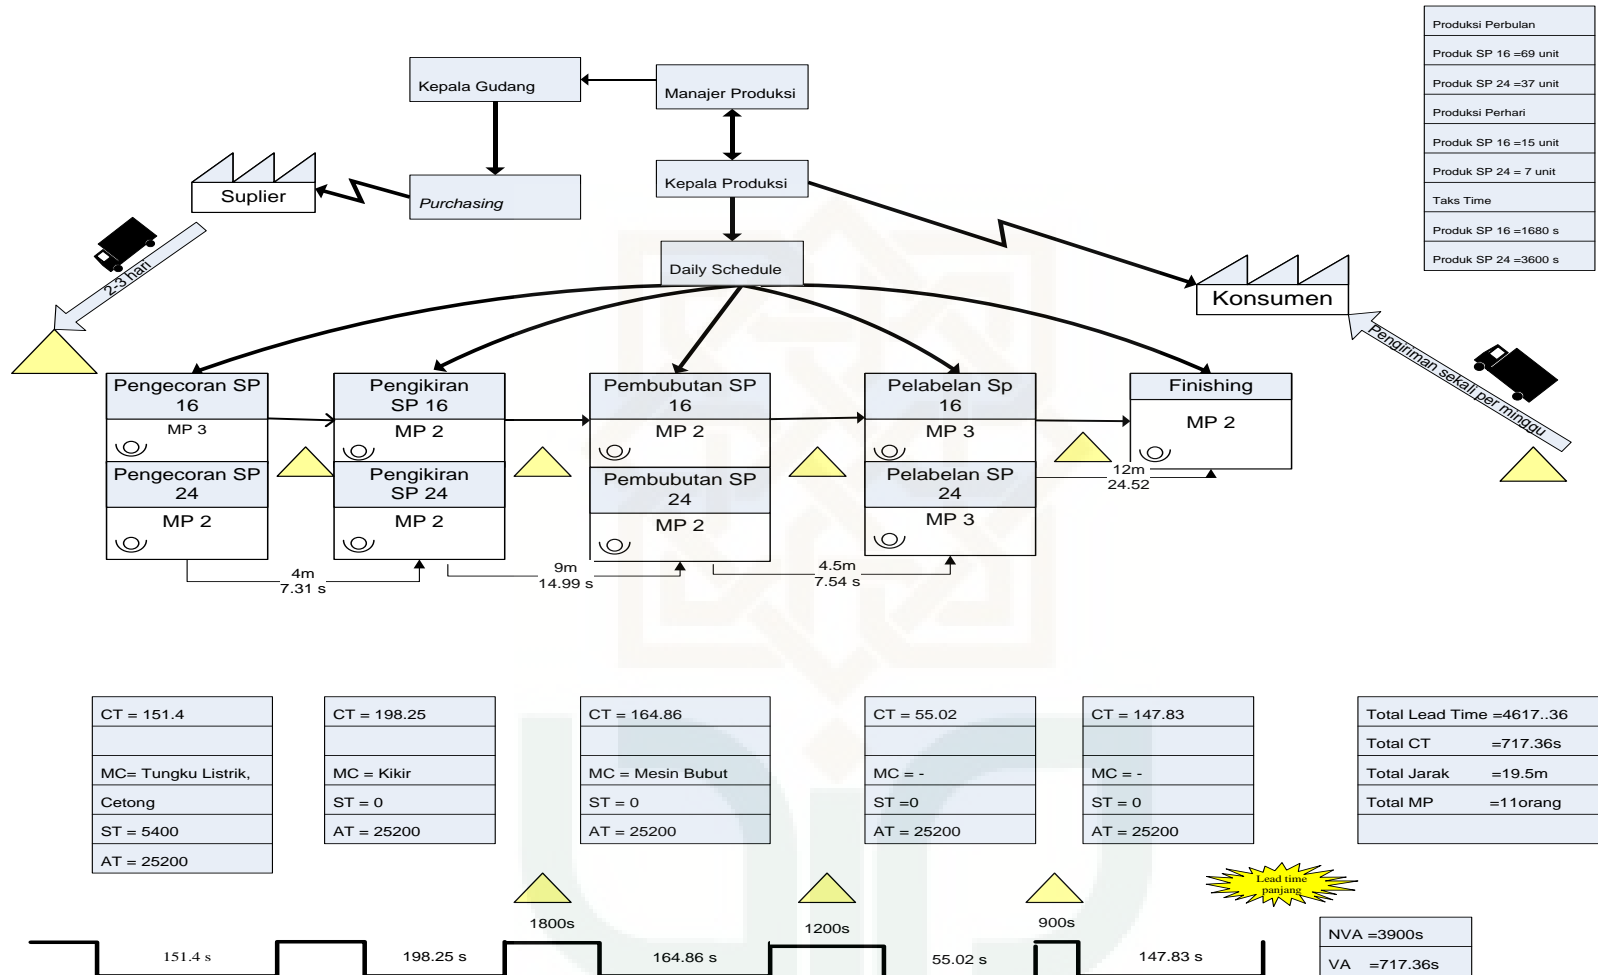 Produksi Perbulan
Produk SP 16 =69 unit
Produk SP 24 =37 unit
Produksi Perhari
Produk SP 16 =15 unit
Produk SP 24 = 7 unit
Taks Time
Produk SP 16 =1680 s
Produk SP 24 =3600 s
Kepala Gudang
Manajer Produksi
Suplier
Purchasing
Kepala Produksi
Daily Schedule
2-3 hari
Konsumen
Pengiriman sekali per minggu
Pengecoran SP
16
MP 3
Pengecoran SP
24
MP 2
Pengikiran
SP 16
MP 2
Pengikiran
SP 24
MP 2
Pembubutan SP
16
MP 2
Pembubutan SP
24
MP 2
Pelabelan Sp
16
MP 3
Pelabelan SP
24
MP 3
Finishing
MP 2
4m
7.31 s
9m
14.99 s
4.5m
7.54 s
12m
24.52
CT = 151.4
MC= Tungku Listrik,
Cetong
ST = 5400
AT = 25200
CT = 198.25
MC = Kikir
ST = 0
AT = 25200
CT = 164.86
MC = Mesin Bubut
ST = 0
AT = 25200
CT = 55.02
MC = -
ST =0
AT = 25200
CT = 147.83
MC = -
ST = 0
AT = 25200
Total Lead Time =4617..36
Total CT =717.36s
Total Jarak =19.5m
Total MP =11orang
Lead time
panjang
1800s
1200s
900s
151.4 s
198.25 s
164.86 s
55.02 s
147.83 s
NVA =3900s
VA =717.36s